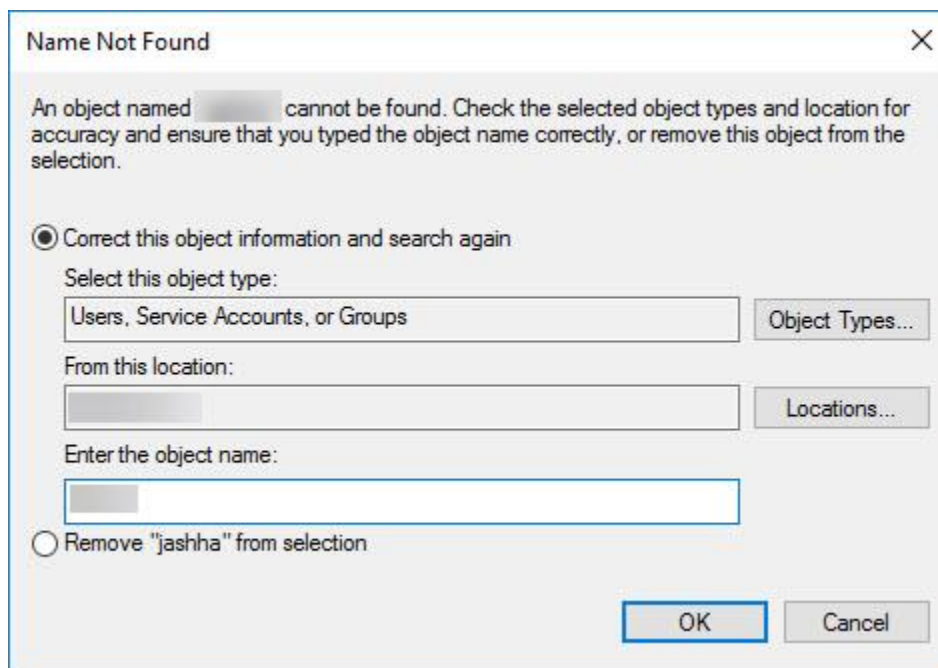 Name Not Found
An object named cannot be found. Check the selected object types and location for
accuracy and ensure that you typed the object name correctly, or remove this object from the
selection.
Correct this object information and search again
Select this object type:
Users, Service Accounts, or Groups
Object Types...
From this location:
Locations...
Enter the object name:
Remove "jashha" from selection
OK
Cancel